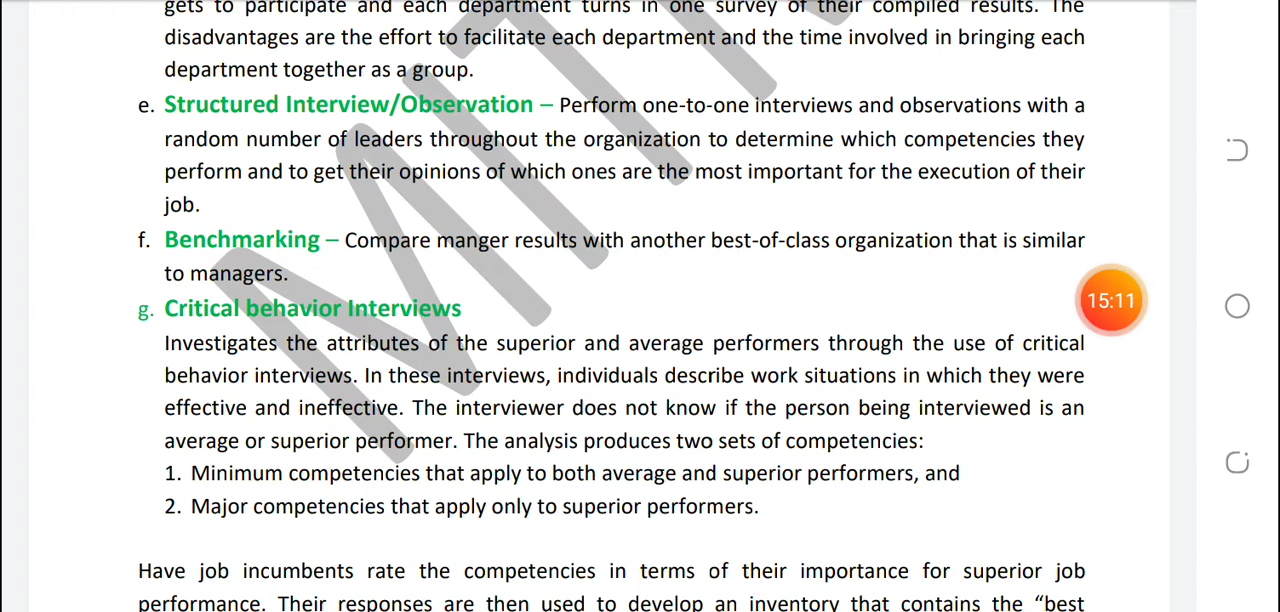 gets to participate and each department turns in one survey of their compiled results. The
disadvantages are the effort to facilitate each department and the time involved in bringing each
department together as a group.
e. Structured Interview/Observation – Perform one-to-one interviews and observations with a
random number of leaders throughout the organization to determine which competencies they
perform and to get their opinions of which ones are the most important for the execution of their
job.
f. Benchmarking – Compare manger results with another best-of-class organization that is similar
to managers.
g. Critical behavior Interviews
Investigates the attributes of the superior and average performers through the use of critical
behavior interviews. In these interviews, individuals describe work situations in which they were
effective and ineffective. The interviewer does not know if the person being interviewed is an
average or superior performer. The analysis produces two sets of competencies:
1. Minimum competencies that apply to both average and superior performers, and
2. Major competencies that apply only to superior performers.
Have job incumbents rate the competencies in terms of their importance for superior job
performance. Their responses are then used to develop an inventory that contains the “best
15:11